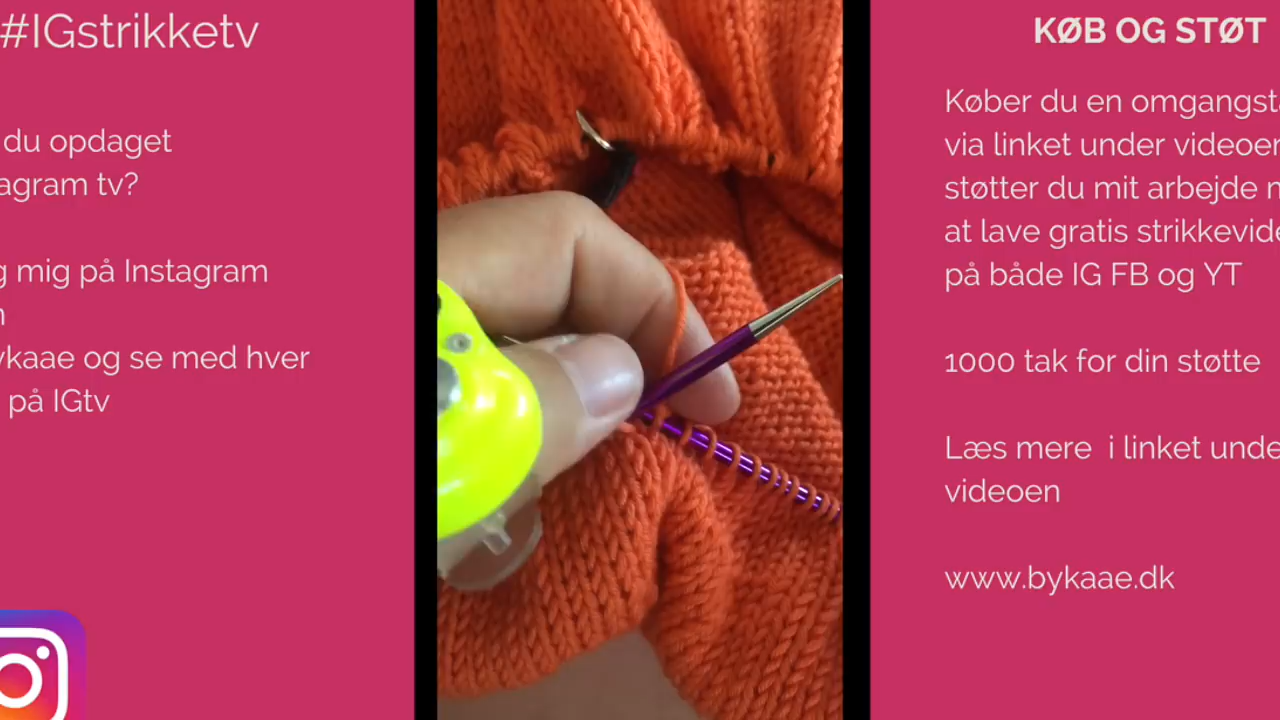 #IGstrikketv
du opdaget
agram tv?
mig på Instagram
ykaae og se med hver
på IGtv
KØB OG STØT
Køber du en omgangsta
via linket under videoen
støtter du mit arbejde
at lave gratis strikkevide
på både IG FB og YT
1000 tak for din støtte
Læs mere i linket unde
videoen
www.bykaae.dk